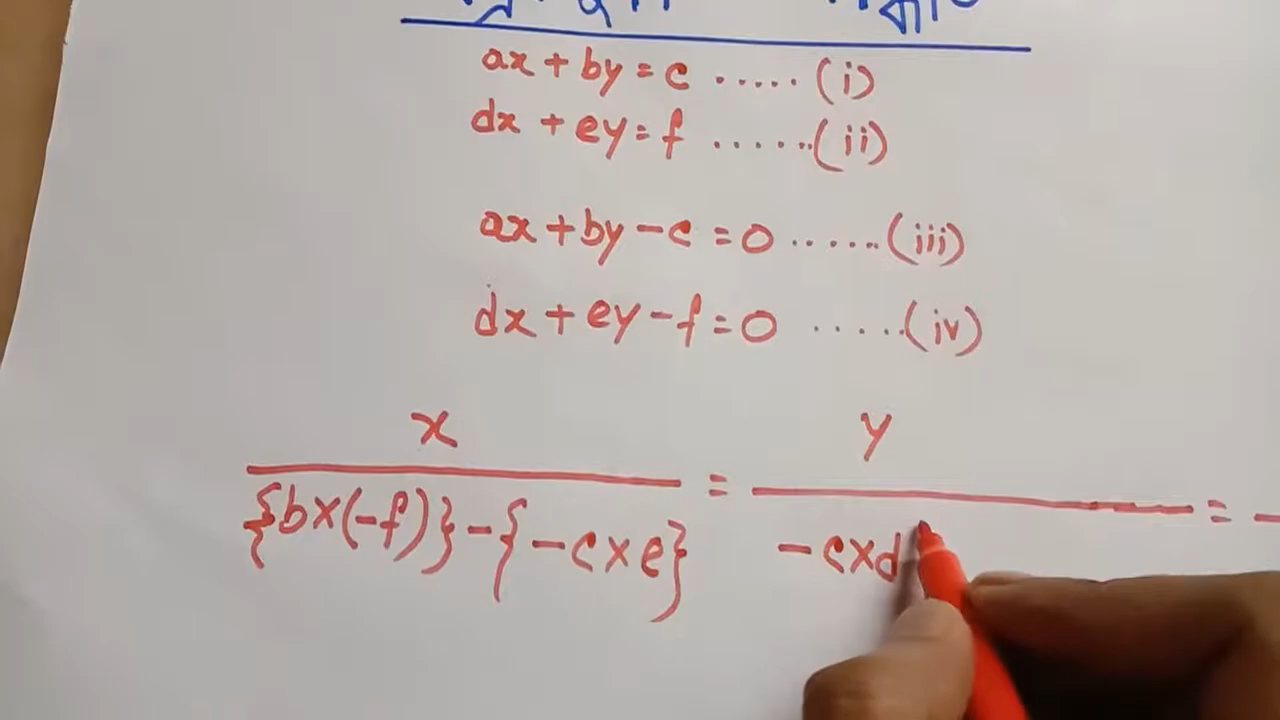 ax + by = c ...... (i)
dx + ey = f ...... (ii)
ax + by - c = 0 ...... (iii)
dx + ey - f = 0 ..... (iv)
x y
= =
{b×(-f)} - {-c×e} -c×d